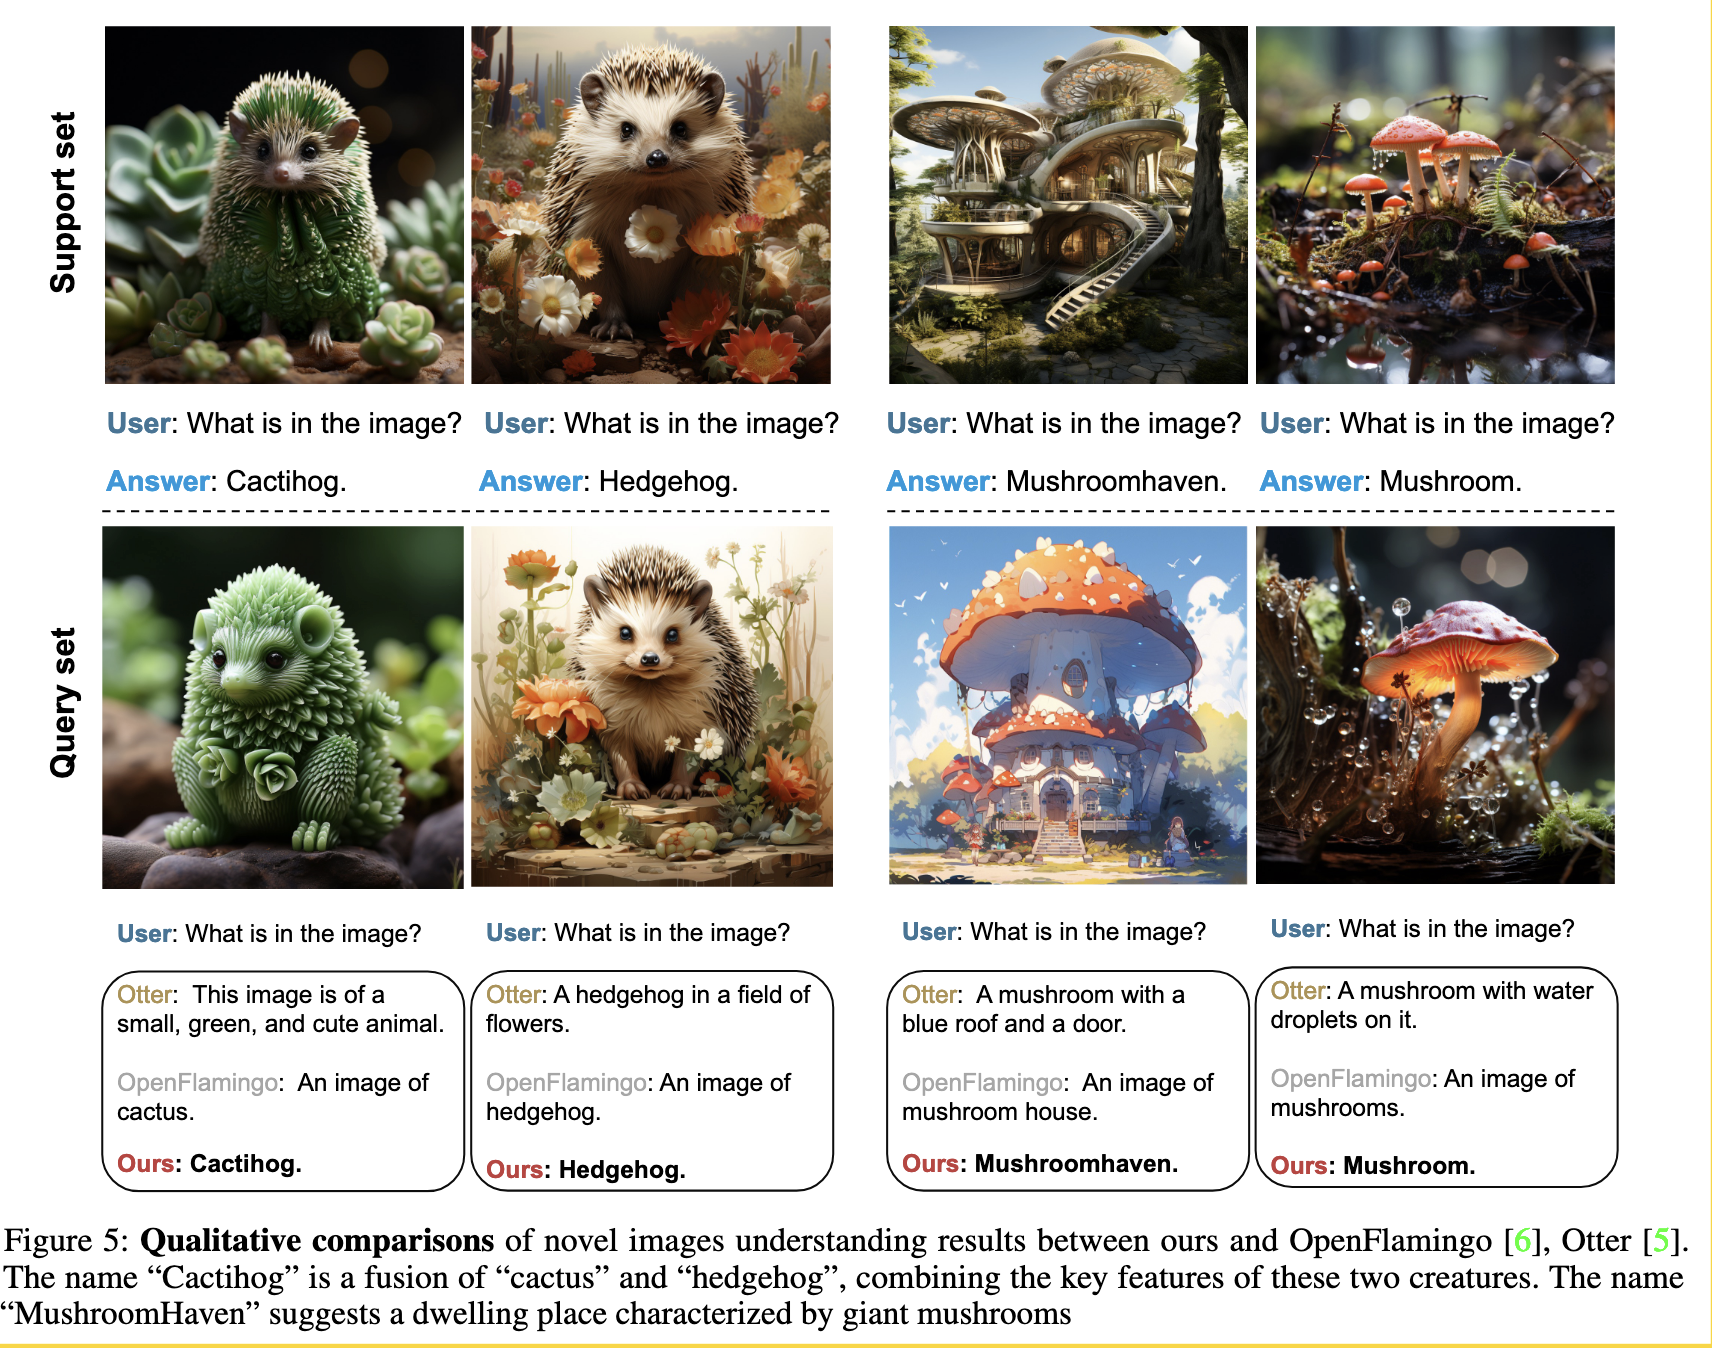 Support set
User: What is in the image?
Answer: Cactihog.
User: What is in the image?
Answer: Hedgehog.
User: What is in the image?
Answer: Mushroomhaven.
User: What is in the image?
Answer: Mushroom.
Query set
User: What is in the image?
Otter: This image is of a
small, green, and cute animal.
OpenFlamingo: An image of
cactus.
Ours: Cactihog.
User: What is in the image?
Otter: A hedgehog in a field of
flowers.
OpenFlamingo: An image of
hedgehog.
Ours: Hedgehog.
User: What is in the image?
Otter: A mushroom with a
blue roof and a door.
OpenFlamingo: An image of
mushroom house.
Ours: Mushroomhaven.
User: What is in the image?
Otter: A mushroom with water
droplets on it.
OpenFlamingo: An image of
mushrooms.
Ours: Mushroom.
Figure 5: Qualitative comparisons of novel images understanding results between ours and OpenFlamingo [6], Otter [5].
The name “Cactihog” is a fusion of “cactus” and “hedgehog”, combining the key features of these two creatures. The name
“MushroomHaven” suggests a dwelling place characterized by giant mushrooms